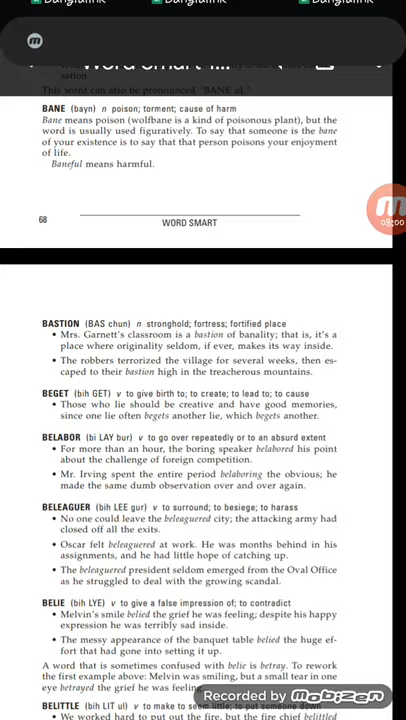 Word Smart 1...
sation
This word can also be pronounced "BANE ul."
BANE (bayn) n poison; torment; cause of harm
Bane means poison (wolfbane is a kind of poisonous plant), but the
word is usually used figuratively. To say that someone is the bane
of your existence is to say that that person poisons your enjoyment
of life.
Baneful means harmful.
08:00
68
WORD SMART
BASTION (BAS chun) n stronghold; fortress; fortified place
• Mrs. Garnett's classroom is a bastion of banality; that is, it's a
place where originality seldom, if ever, makes its way inside.
• The robbers terrorized the village for several weeks, then es-
caped to their bastion high in the treacherous mountains.
BEGET (bih GET) v to give birth to; to create; to lead to; to cause
• Those who lie should be creative and have good memories,
since one lie often begets another lie, which begets another.
BELABOR (bi LAY bur) v to go over repeatedly or to an absurd extent
• For more than an hour, the boring speaker belabored his point
about the challenge of foreign competition.
• Mr. Irving spent the entire period belaboring the obvious; he
made the same dumb observation over and over again.
BELEAGUER (bih LEE gur) v to surround; to besiege; to harass
• No one could leave the beleaguered city; the attacking army had
closed off all the exits.
• Oscar felt beleaguered at work. He was months behind in his
assignments, and he had little hope of catching up.
• The beleaguered president seldom emerged from the Oval Office
as he struggled to deal with the growing scandal.
BELIE (bih LYE) v to give a false impression of; to contradict
• Melvin's smile belied the grief he was feeling; despite his happy
expression he was terribly sad inside.
• The messy appearance of the banquet table belied the huge ef-
fort that had gone into setting it up.
A word that is sometimes confused with belie is betray. To rework
the first example above: Melvin was smiling, but a small tear in one
eye betrayed the grief he was feeling.
Recorded by MOBIZEN
BELITTLE (bih LIT ul) v to make to seem little; to put someone down
• We worked hard to put out the fire, but the fire chief belittled